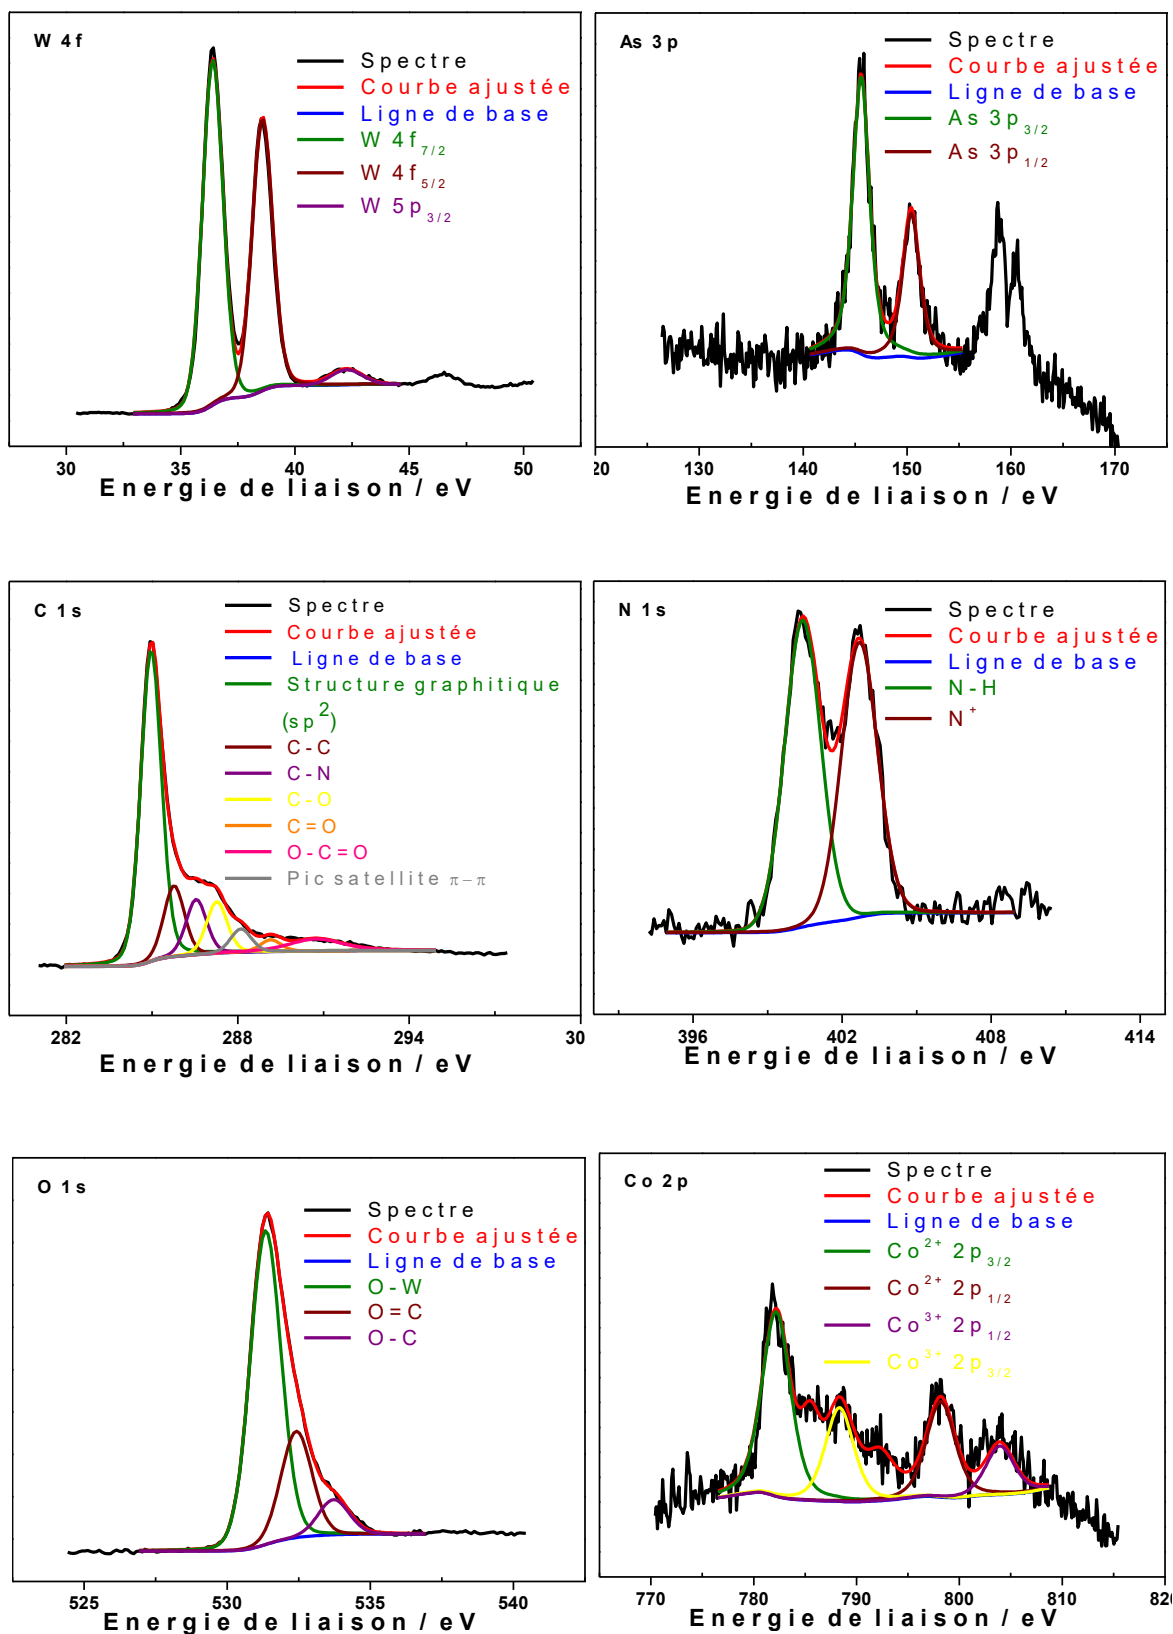 W 4f
Spectre
Courbe ajustée
Ligne de base
W 4f7/2
W 4f5/2
W 5p3/2
30 35 40 45 50
Energie de liaison / eV
As 3p
Spectre
Courbe ajustée
Ligne de base
As 3p3/2
As 3p1/2
20 130 140 150 160 170
Energie de liaison / eV
C 1s
Spectre
Courbe ajustée
Ligne de base
Structure graphitique
(sp2)
C-C
C-N
C-O
C=O
O-C=O
Pic satellite π−π
282 288 294 30
Energie de liaison / eV
N 1s
Spectre
Courbe ajustée
Ligne de base
N-H
N+
396 402 408 414
Energie de liaison / eV
O 1s
Spectre
Courbe ajustée
Ligne de base
O-W
O=C
O-C
525 530 535 540
Energie de liaison / eV
Co 2p
Spectre
Courbe ajustée
Ligne de base
Co2+ 2p3/2
Co2+ 2p1/2
Co3+ 2p1/2
Co3+ 2p3/2
770 780 790 800 810 820
Energie de liaison / eV